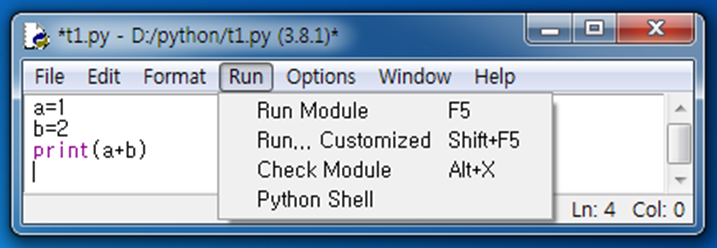 *t1.py - D:/python/t1.py (3.8.1)*
File Edit Format Run Options Window Help
a=1
b=2
print(a+b)
Run Module F5
Run... Customized Shift+F5
Check Module Alt+X
Python Shell
Ln: 4 Col: 0